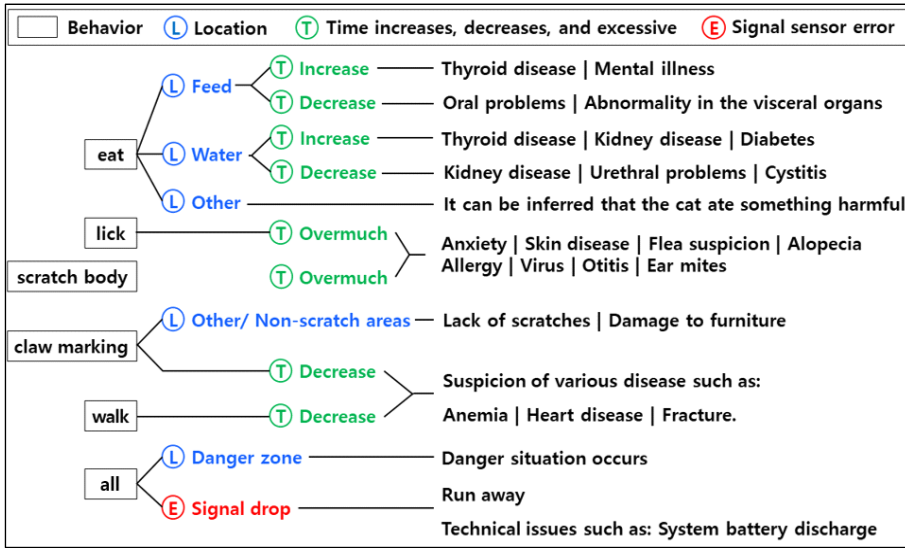 Behavior L Location T Time increases, decreases, and excessive E Signal sensor error
eat
L Feed
T Increase Thyroid disease | Mental illness
T Decrease Oral problems | Abnormality in the visceral organs
L Water
T Increase Thyroid disease | Kidney disease | Diabetes
T Decrease Kidney disease | Urethral problems | Cystitis
L Other It can be inferred that the cat ate something harmful
lick T Overmuch
scratch body T Overmuch
Anxiety | Skin disease | Flea suspicion | Alopecia
Allergy | Virus | Otitis | Ear mites
claw marking
L Other/ Non-scratch areas Lack of scratches | Damage to furniture
T Decrease
walk T Decrease
Suspicion of various disease such as:
Anemia | Heart disease | Fracture.
all
L Danger zone Danger situation occurs
E Signal drop Run away
Technical issues such as: System battery discharge